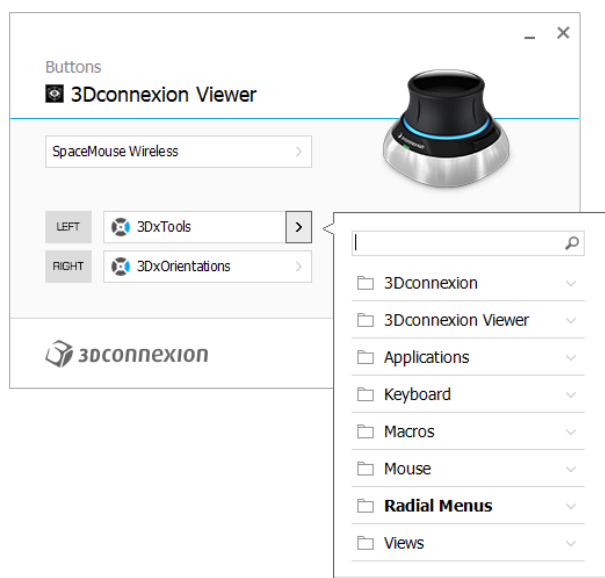 Buttons
3Dconnexion Viewer
SpaceMouse Wireless
LEFT
3DxTools
RIGHT
3DxOrientations
3Dconnexion
3Dconnexion
3Dconnexion Viewer
Applications
Keyboard
Macros
Mouse
Radial Menus
Views